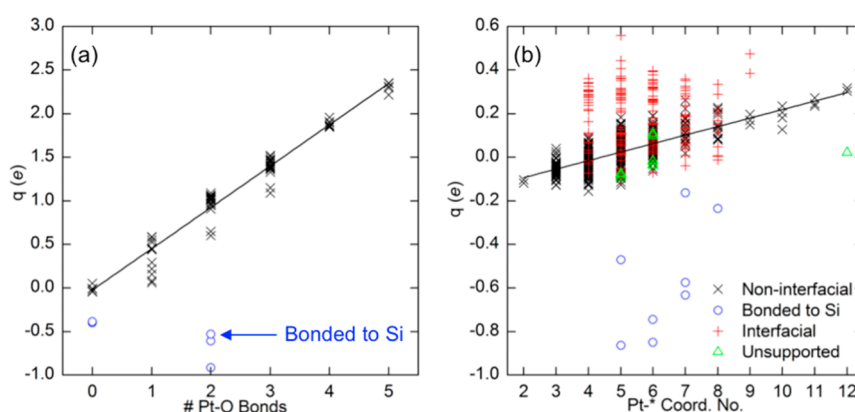 (a)
3.0
2.5
2.0
1.5
1.0
0.5
0.0
-0.5
-1.0
q (e)
Bonded to Si
0 1 2 3 4 5
# Pt-O Bonds
(b)
0.6
0.4
0.2
0.0
-0.2
-0.4
-0.6
-0.8
-1.0
q (e)
Non-interfacial
Bonded to Si
Interfacial
Unsupported
2 3 4 5 6 7 8 9 10 11 12
Pt-* Coord. No.